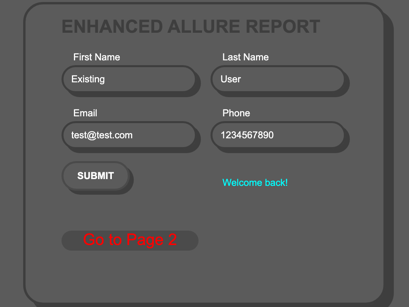 ENHANCED ALLURE REPORT
First Name Last Name
Existing User
Email Phone
test@test.com 1234567890
SUBMIT
Welcome back!
Go to Page 2